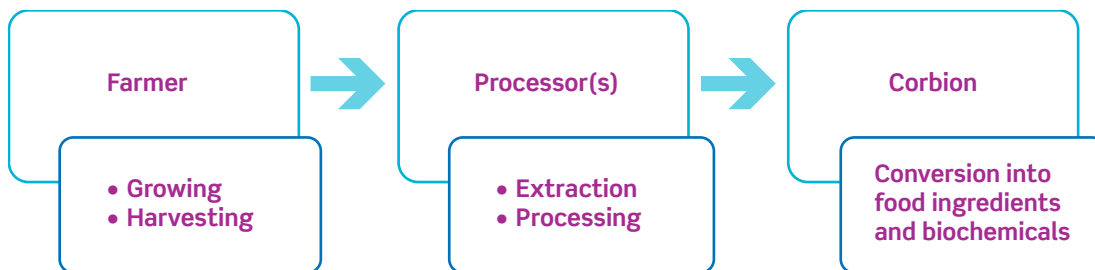 Farmer
• Growing
• Harvesting
Processor(s)
• Extraction
• Processing
Corbion
Conversion into
food ingredients
and biochemicals